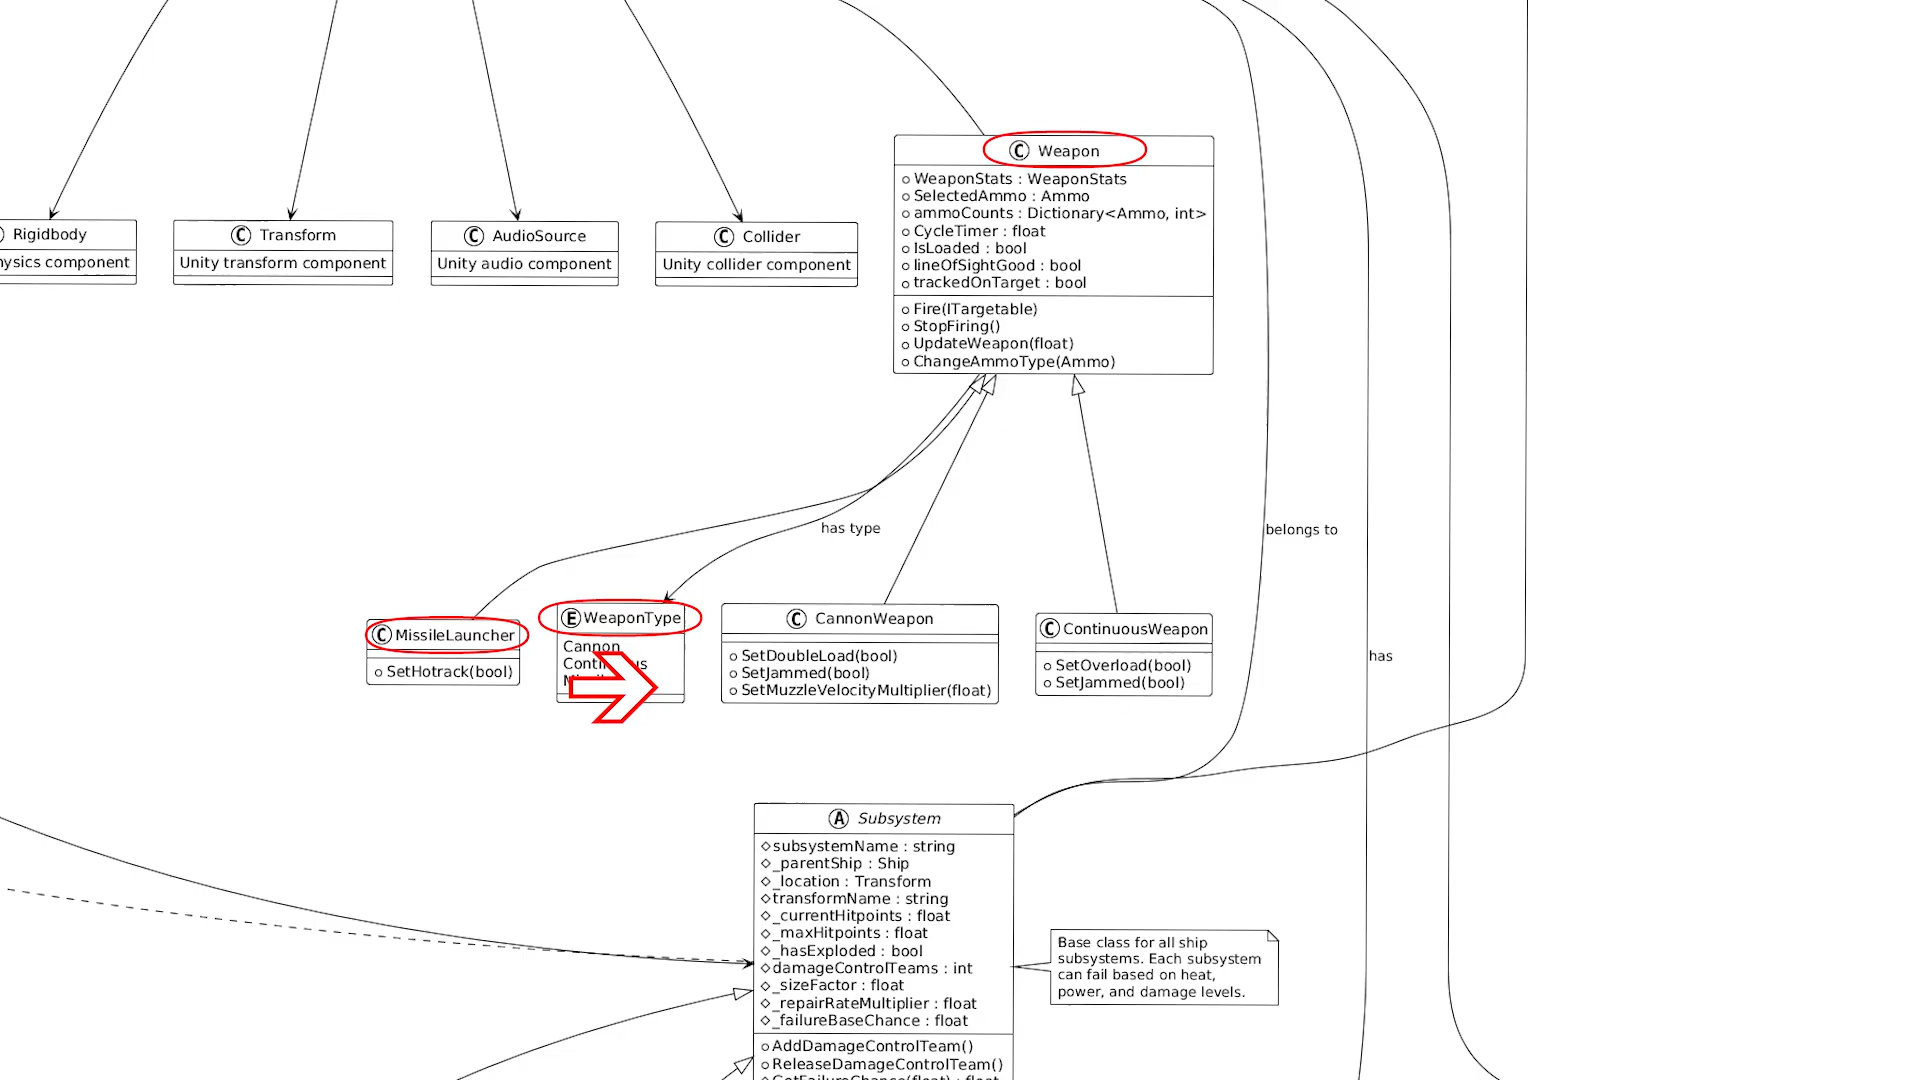 C Weapon
WeaponStats : WeaponStats
SelectedAmmo : Ammo
ammoCounts : Dictionary<Ammo, int>
CycleTimer : float
IsLoaded : bool
lineOfSightGood : bool
trackedOnTarget : bool
Fire(ITargetable)
StopFiring()
UpdateWeapon(float)
ChangeAmmoType(Ammo)
Rigidbody
component
C Transform
Unity transform component
C AudioSource
Unity audio component
C Collider
Unity collider component
has type
belongs to
has
C MissileLauncher
SetHotrack(bool)
E WeaponType
Cannon
C CannonWeapon
SetDoubleLoad(bool)
SetJammed(bool)
SetMuzzleVelocityMultiplier(float)
C ContinuousWeapon
SetOverload(bool)
SetJammed(bool)
A Subsystem
subsystemName : string
_parentShip : Ship
_location : Transform
transformName : string
_currentHitpoints : float
_maxHitpoints : float
_hasExploded : bool
damageControlTeams : int
_sizeFactor : float
_repairRateMultiplier : float
_failureBaseChance : float
AddDamageControlTeam()
ReleaseDamageControlTeam()
Base class for all ship
subsystems. Each subsystem
can fail based on heat,
power, and damage levels.